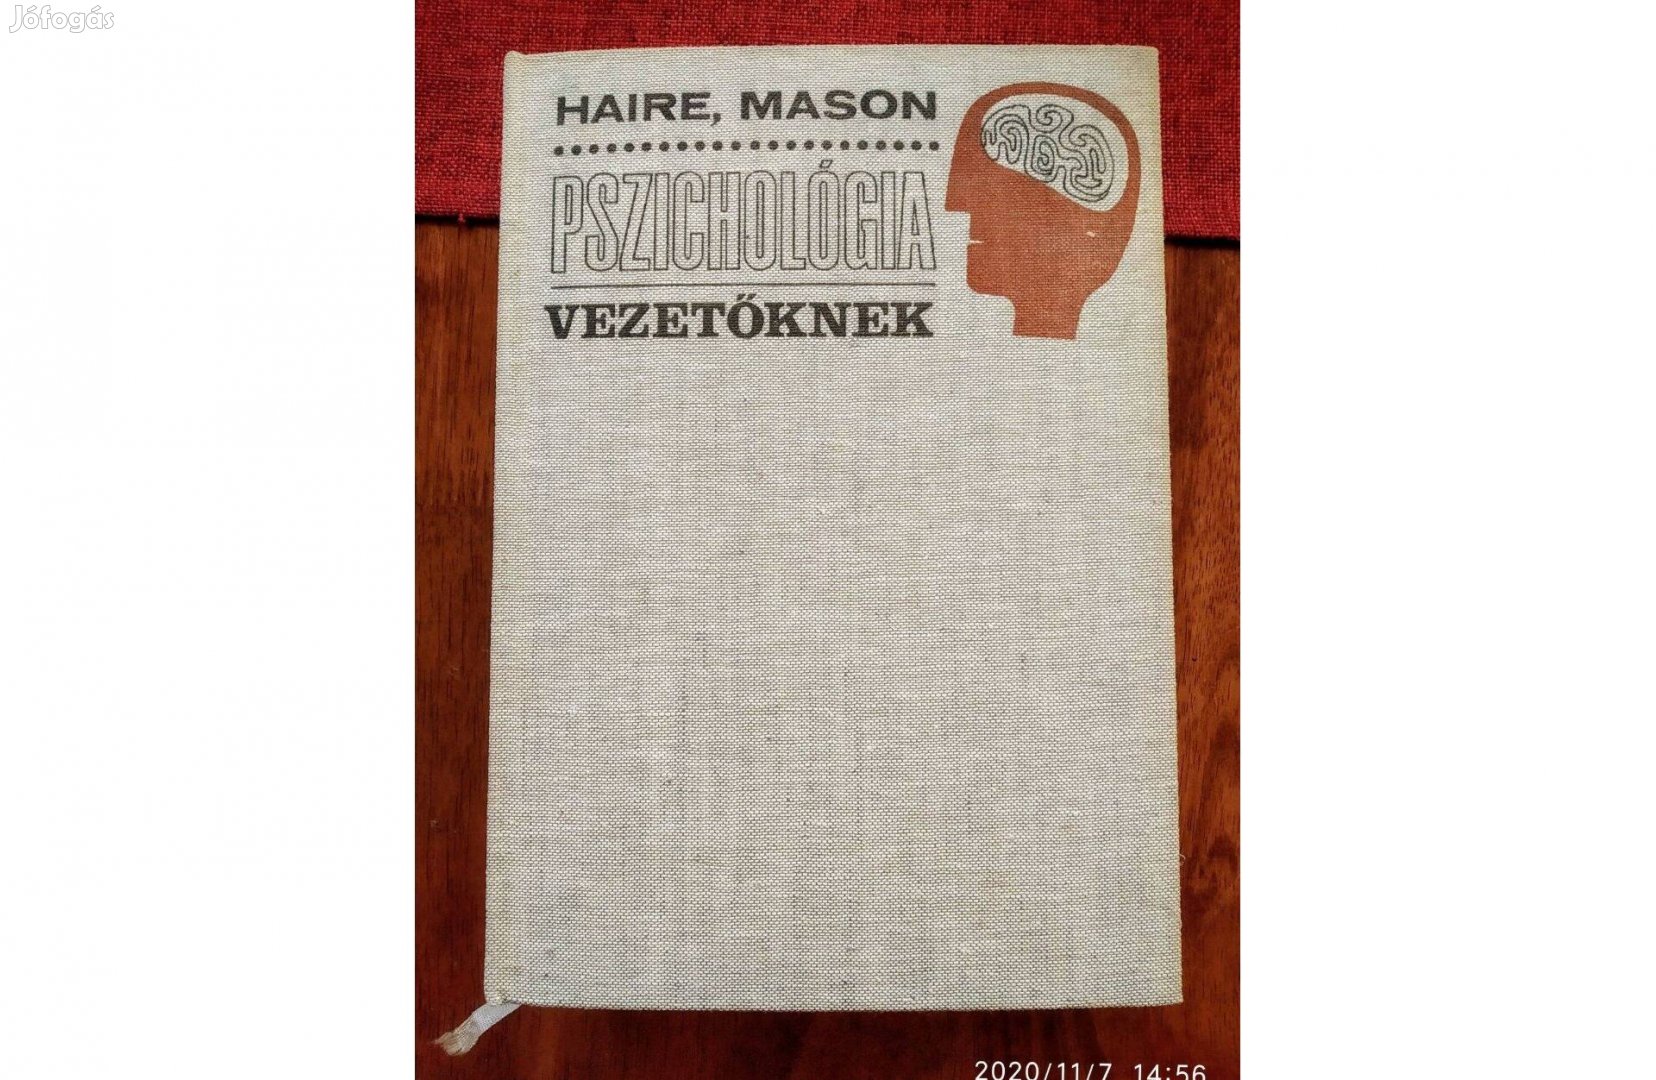 Jófogás
HAIRE, MASON
PSZICHOLÓGIA
VEZETŐKNEK
2020/11/7 14:56